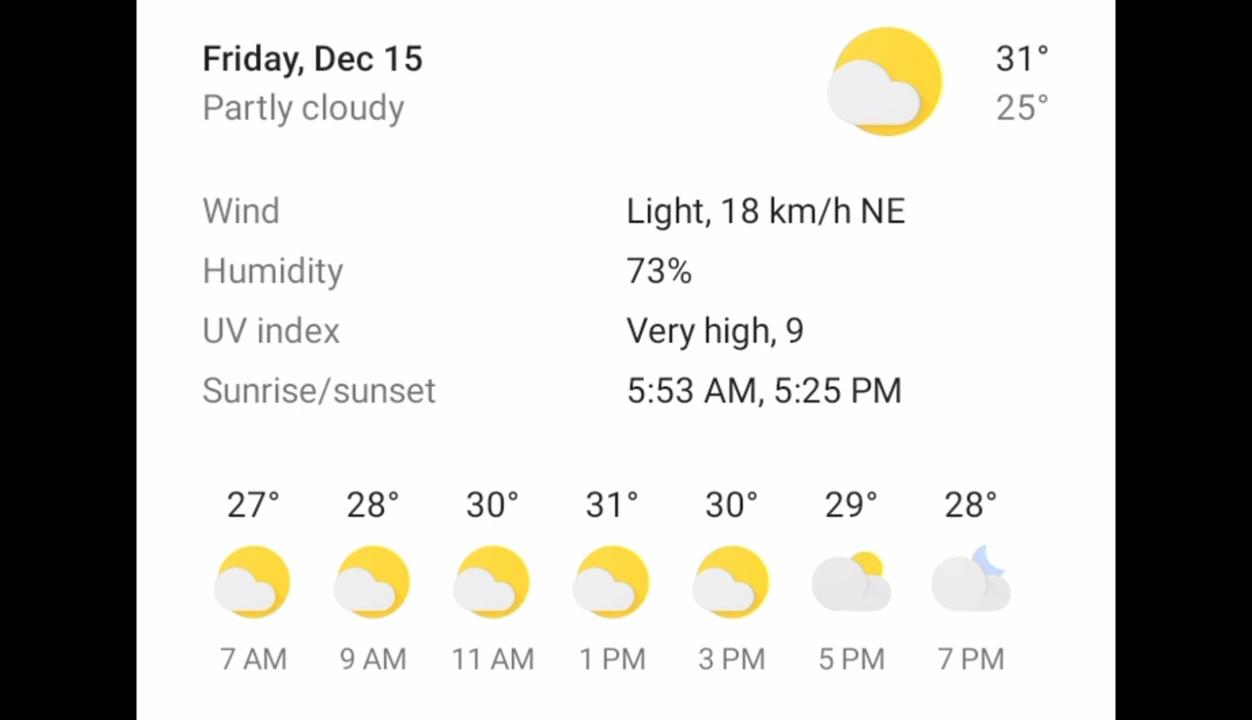 Friday, Dec 15
31°
Partly cloudy
25°
Wind
Light, 18 km/h NE
Humidity
73%
UV index
Very high, 9
Sunrise/sunset
5:53 AM, 5:25 PM
27° 28° 30° 31° 30° 29° 28°
7 AM 9 AM 11 AM 1 PM 3 PM 5 PM 7 PM